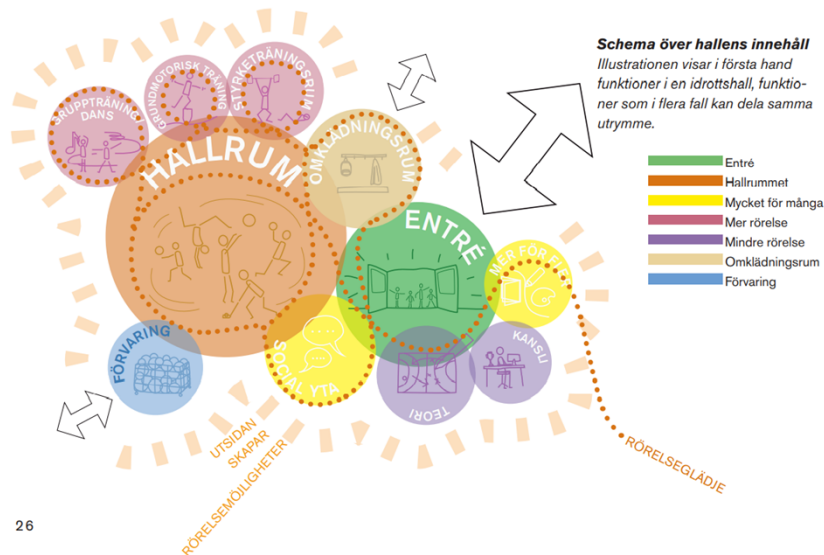 Schema över hallens innehåll
Illustrationen visar i första hand
funktioner i en idrottshall, funktio-
ner som i flera fall kan dela samma
utrymme.
Entré
Hallrummet
Mycket för många
Mer rörelse
Mindre rörelse
Omklädningsrum
Förvaring
GRUPPTRÄNING
DANS
GRUNDMOTORISK TRÄNING
STYRKETRÄNINGSRUM
HALLRUM
OMKLÄDNINGSRUM
ENTRÉ
MER FÖR FLER
KANSLI
TEORI
SOCIAL YTA
FÖRVARING
UTSIDAN
SKAPAR
RÖRELSEMÖJLIGHETER
RÖRELSEGLÄDJE
26